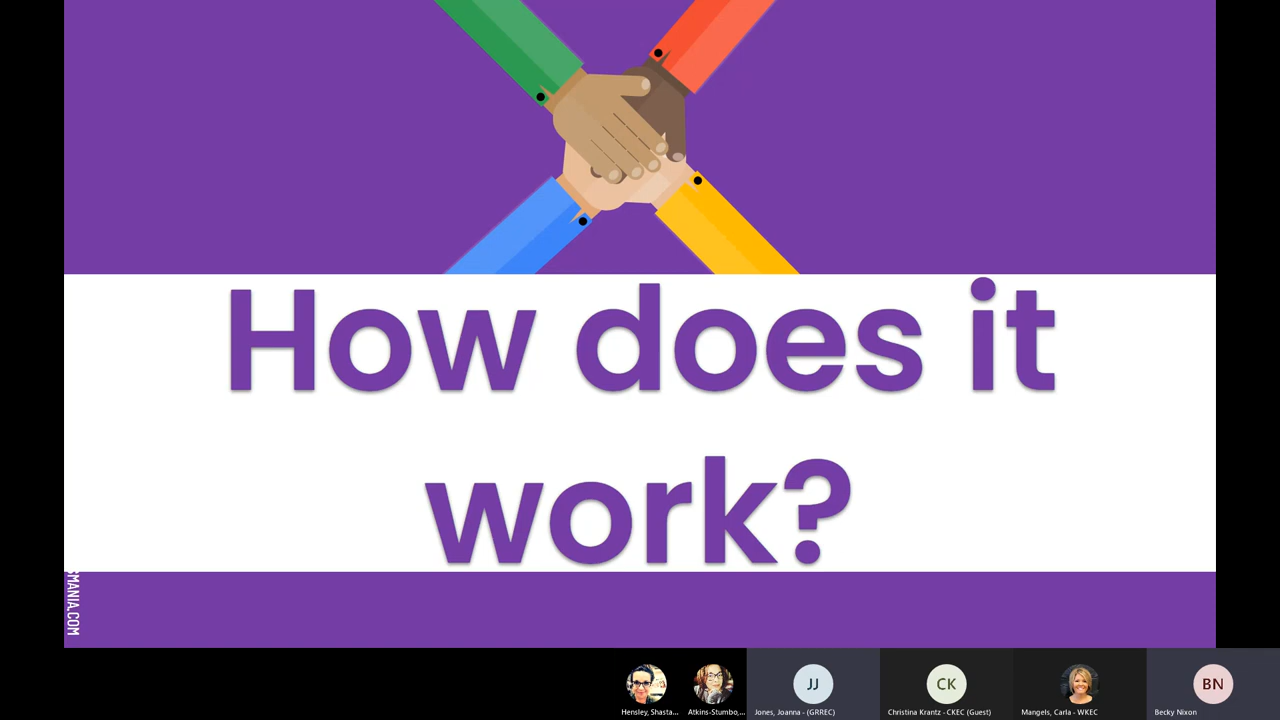 How does it
work?
SMANIA.COM
Hensley, Shasta...
Atkins-Stumbo,...
JJ
Jones, Joanna - (GRREC)
CK
Christina Krantz - CKEC (Guest)
Mangels, Carla - WKEC
BN
Becky Nixon